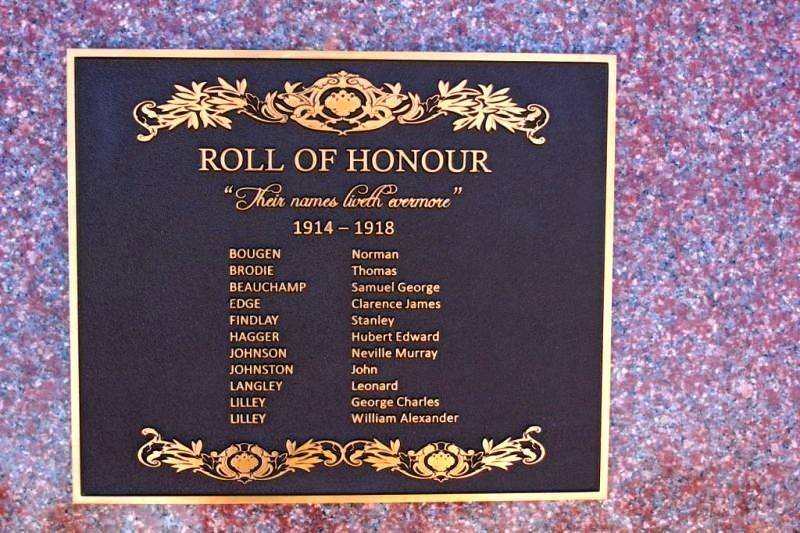 ROLL OF HONOUR
“Their names liveth evermore”
1914 – 1918
BOUGEN Norman
BRODIE Thomas
BEAUCHAMP Samuel George
EDGE Clarence James
FINDLAY Stanley
HAGGER Hubert Edward
JOHNSON Neville Murray
JOHNSTON John
LANGLEY Leonard
LILLEY George Charles
LILLEY William Alexander